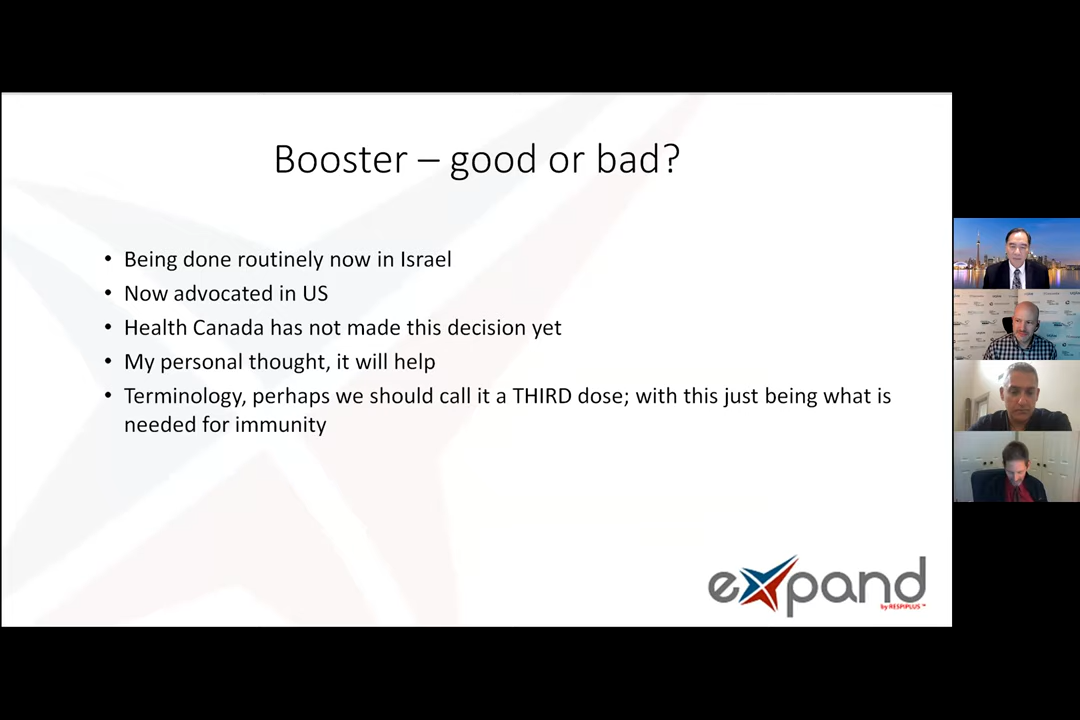 Booster – good or bad?
• Being done routinely now in Israel
• Now advocated in US
• Health Canada has not made this decision yet
• My personal thought, it will help
• Terminology, perhaps we should call it a THIRD dose; with this just being what is
needed for immunity
expand
by RESPIPLUS™